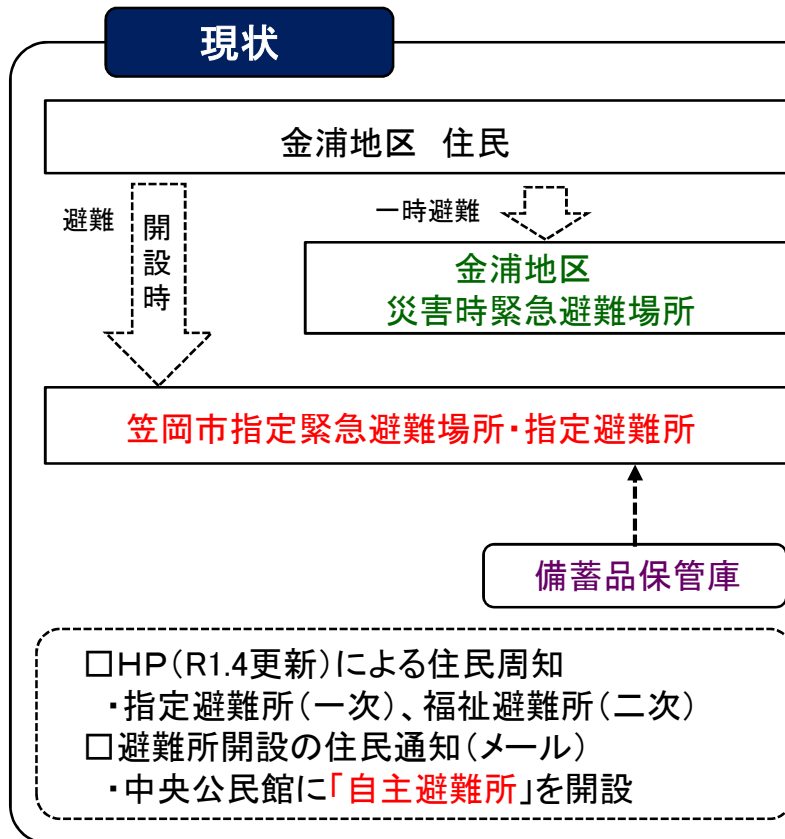 現状
金浦地区　住民
避難
開設時
一時避難
金浦地区
災害時緊急避難場所
笠岡市指定緊急避難場所・指定避難所
備蓄品保管庫
□HP(R1.4更新)による住民周知
・指定避難所(一次)、福祉避難所(二次)
□避難所開設の住民通知(メール)
・中央公民館に「自主避難所」を開設